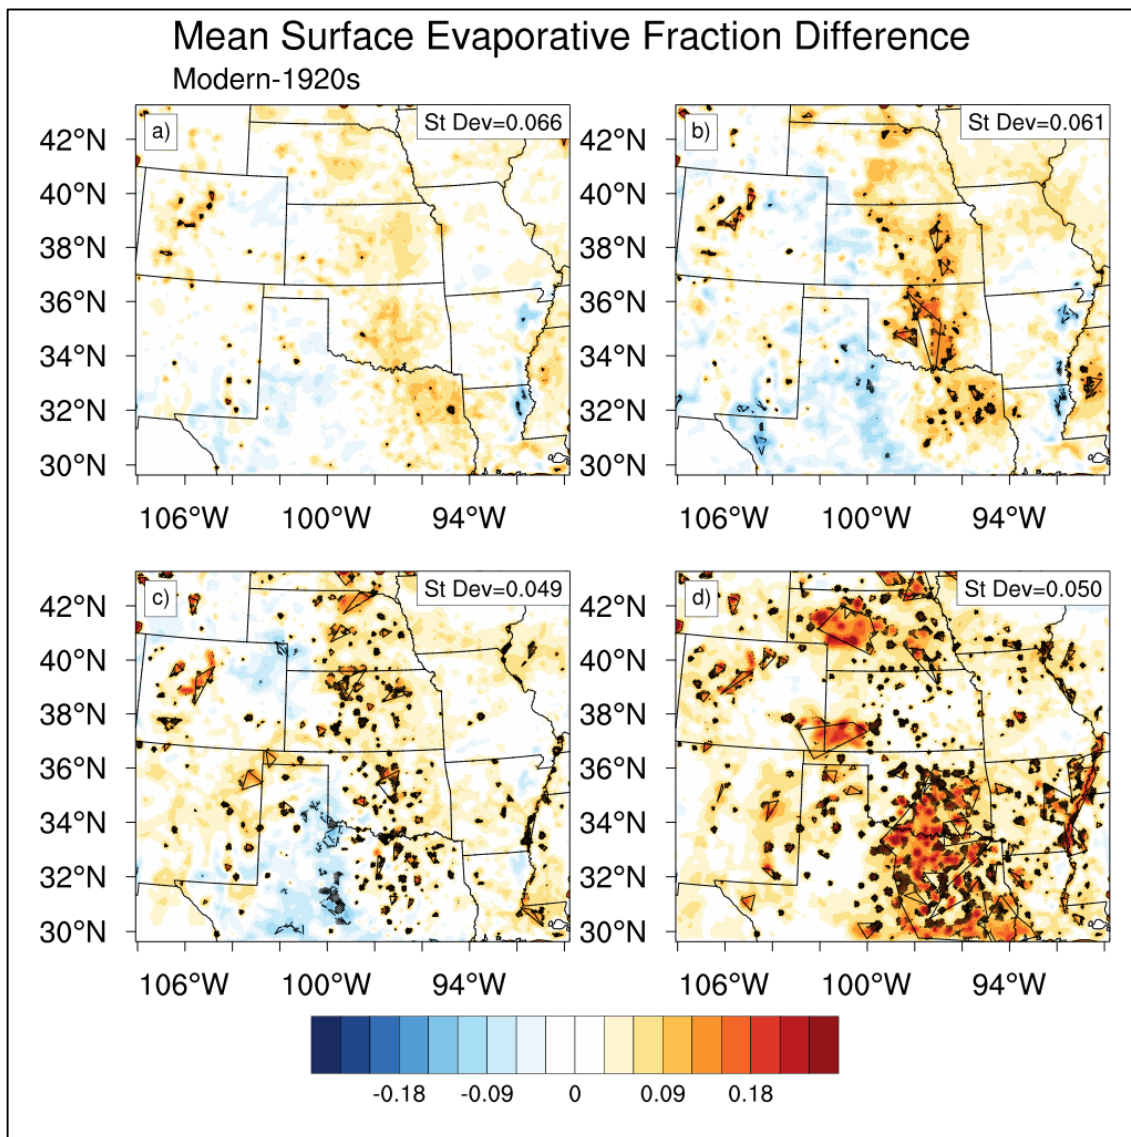 Mean Surface Evaporative Fraction Difference
Modern-1920s
a)
St Dev=0.066
b)
St Dev=0.061
42°N
40°N
38°N
36°N
34°N
32°N
30°N
42°N
40°N
38°N
36°N
34°N
32°N
30°N
106°W 100°W 94°W
106°W 100°W 94°W
c)
St Dev=0.049
d)
St Dev=0.050
42°N
40°N
38°N
36°N
34°N
32°N
30°N
42°N
40°N
38°N
36°N
34°N
32°N
30°N
106°W 100°W 94°W
106°W 100°W 94°W
-0.18 -0.09 0 0.09 0.18